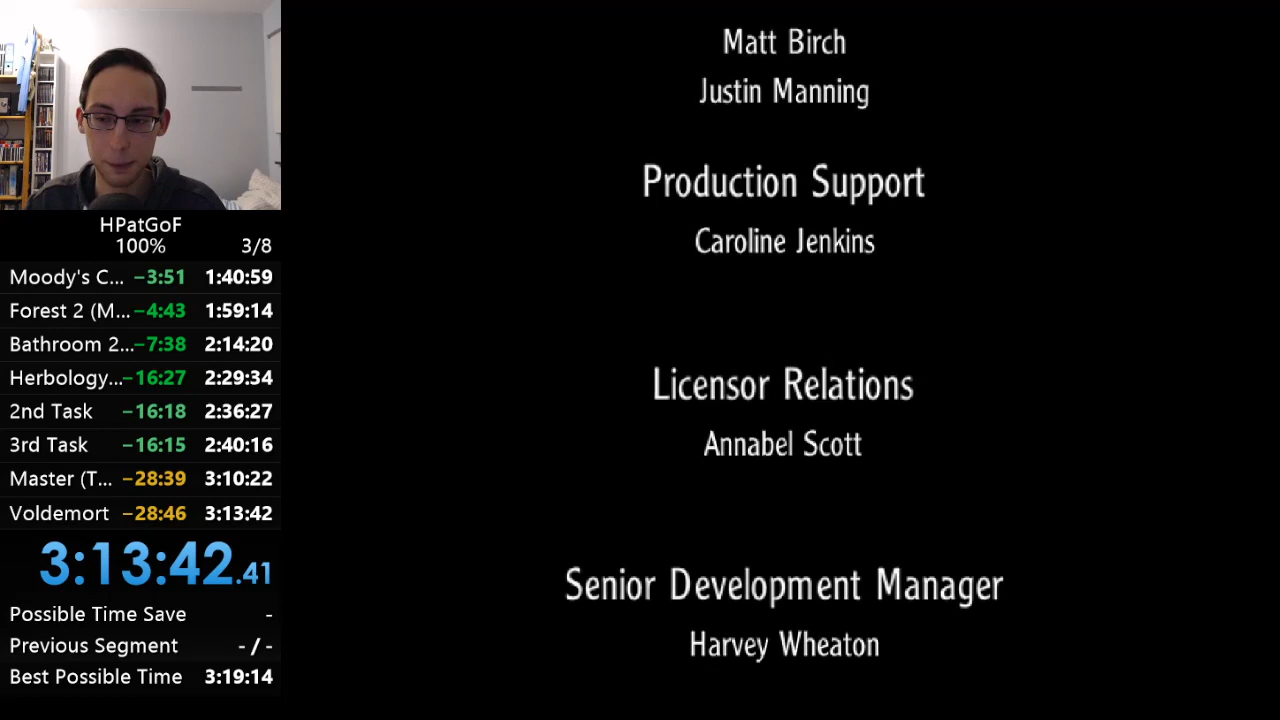 Matt Birch
Justin Manning
Production Support
Caroline Jenkins
Licensor Relations
Annabel Scott
Senior Development Manager
Harvey Wheaton
HPatGoF
100% 3/8
Moody's C... −3:51 1:40:59
Forest 2 (M... −4:43 1:59:14
Bathroom 2... −7:38 2:14:20
Herbology... −16:27 2:29:34
2nd Task −16:18 2:36:27
3rd Task −16:15 2:40:16
Master (T... −28:39 3:10:22
Voldemort −28:46 3:13:42
3:13:42.41
Possible Time Save -
Previous Segment - / -
Best Possible Time 3:19:14